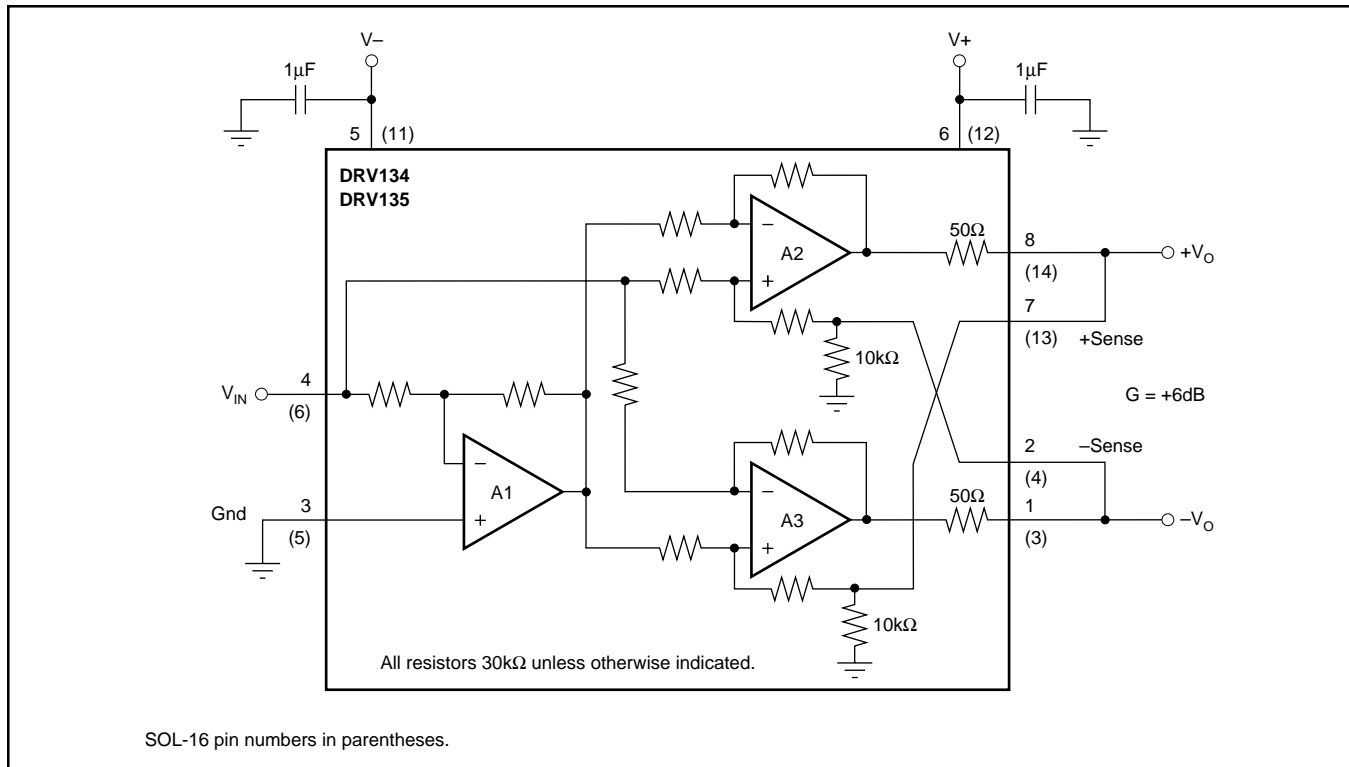 V–
V+
1µF
1µF
5 (11)
6 (12)
DRV134
DRV135
50Ω
8
(14)
+V_O
A2
–
+
7
(13)
+Sense
10kΩ
V_IN
4
(6)
G = +6dB
2
–Sense
(4)
–
A1
+
–
A3
+
50Ω
1
(3)
–V_O
Gnd
3
(5)
10kΩ
All resistors 30kΩ unless otherwise indicated.
SOL-16 pin numbers in parentheses.